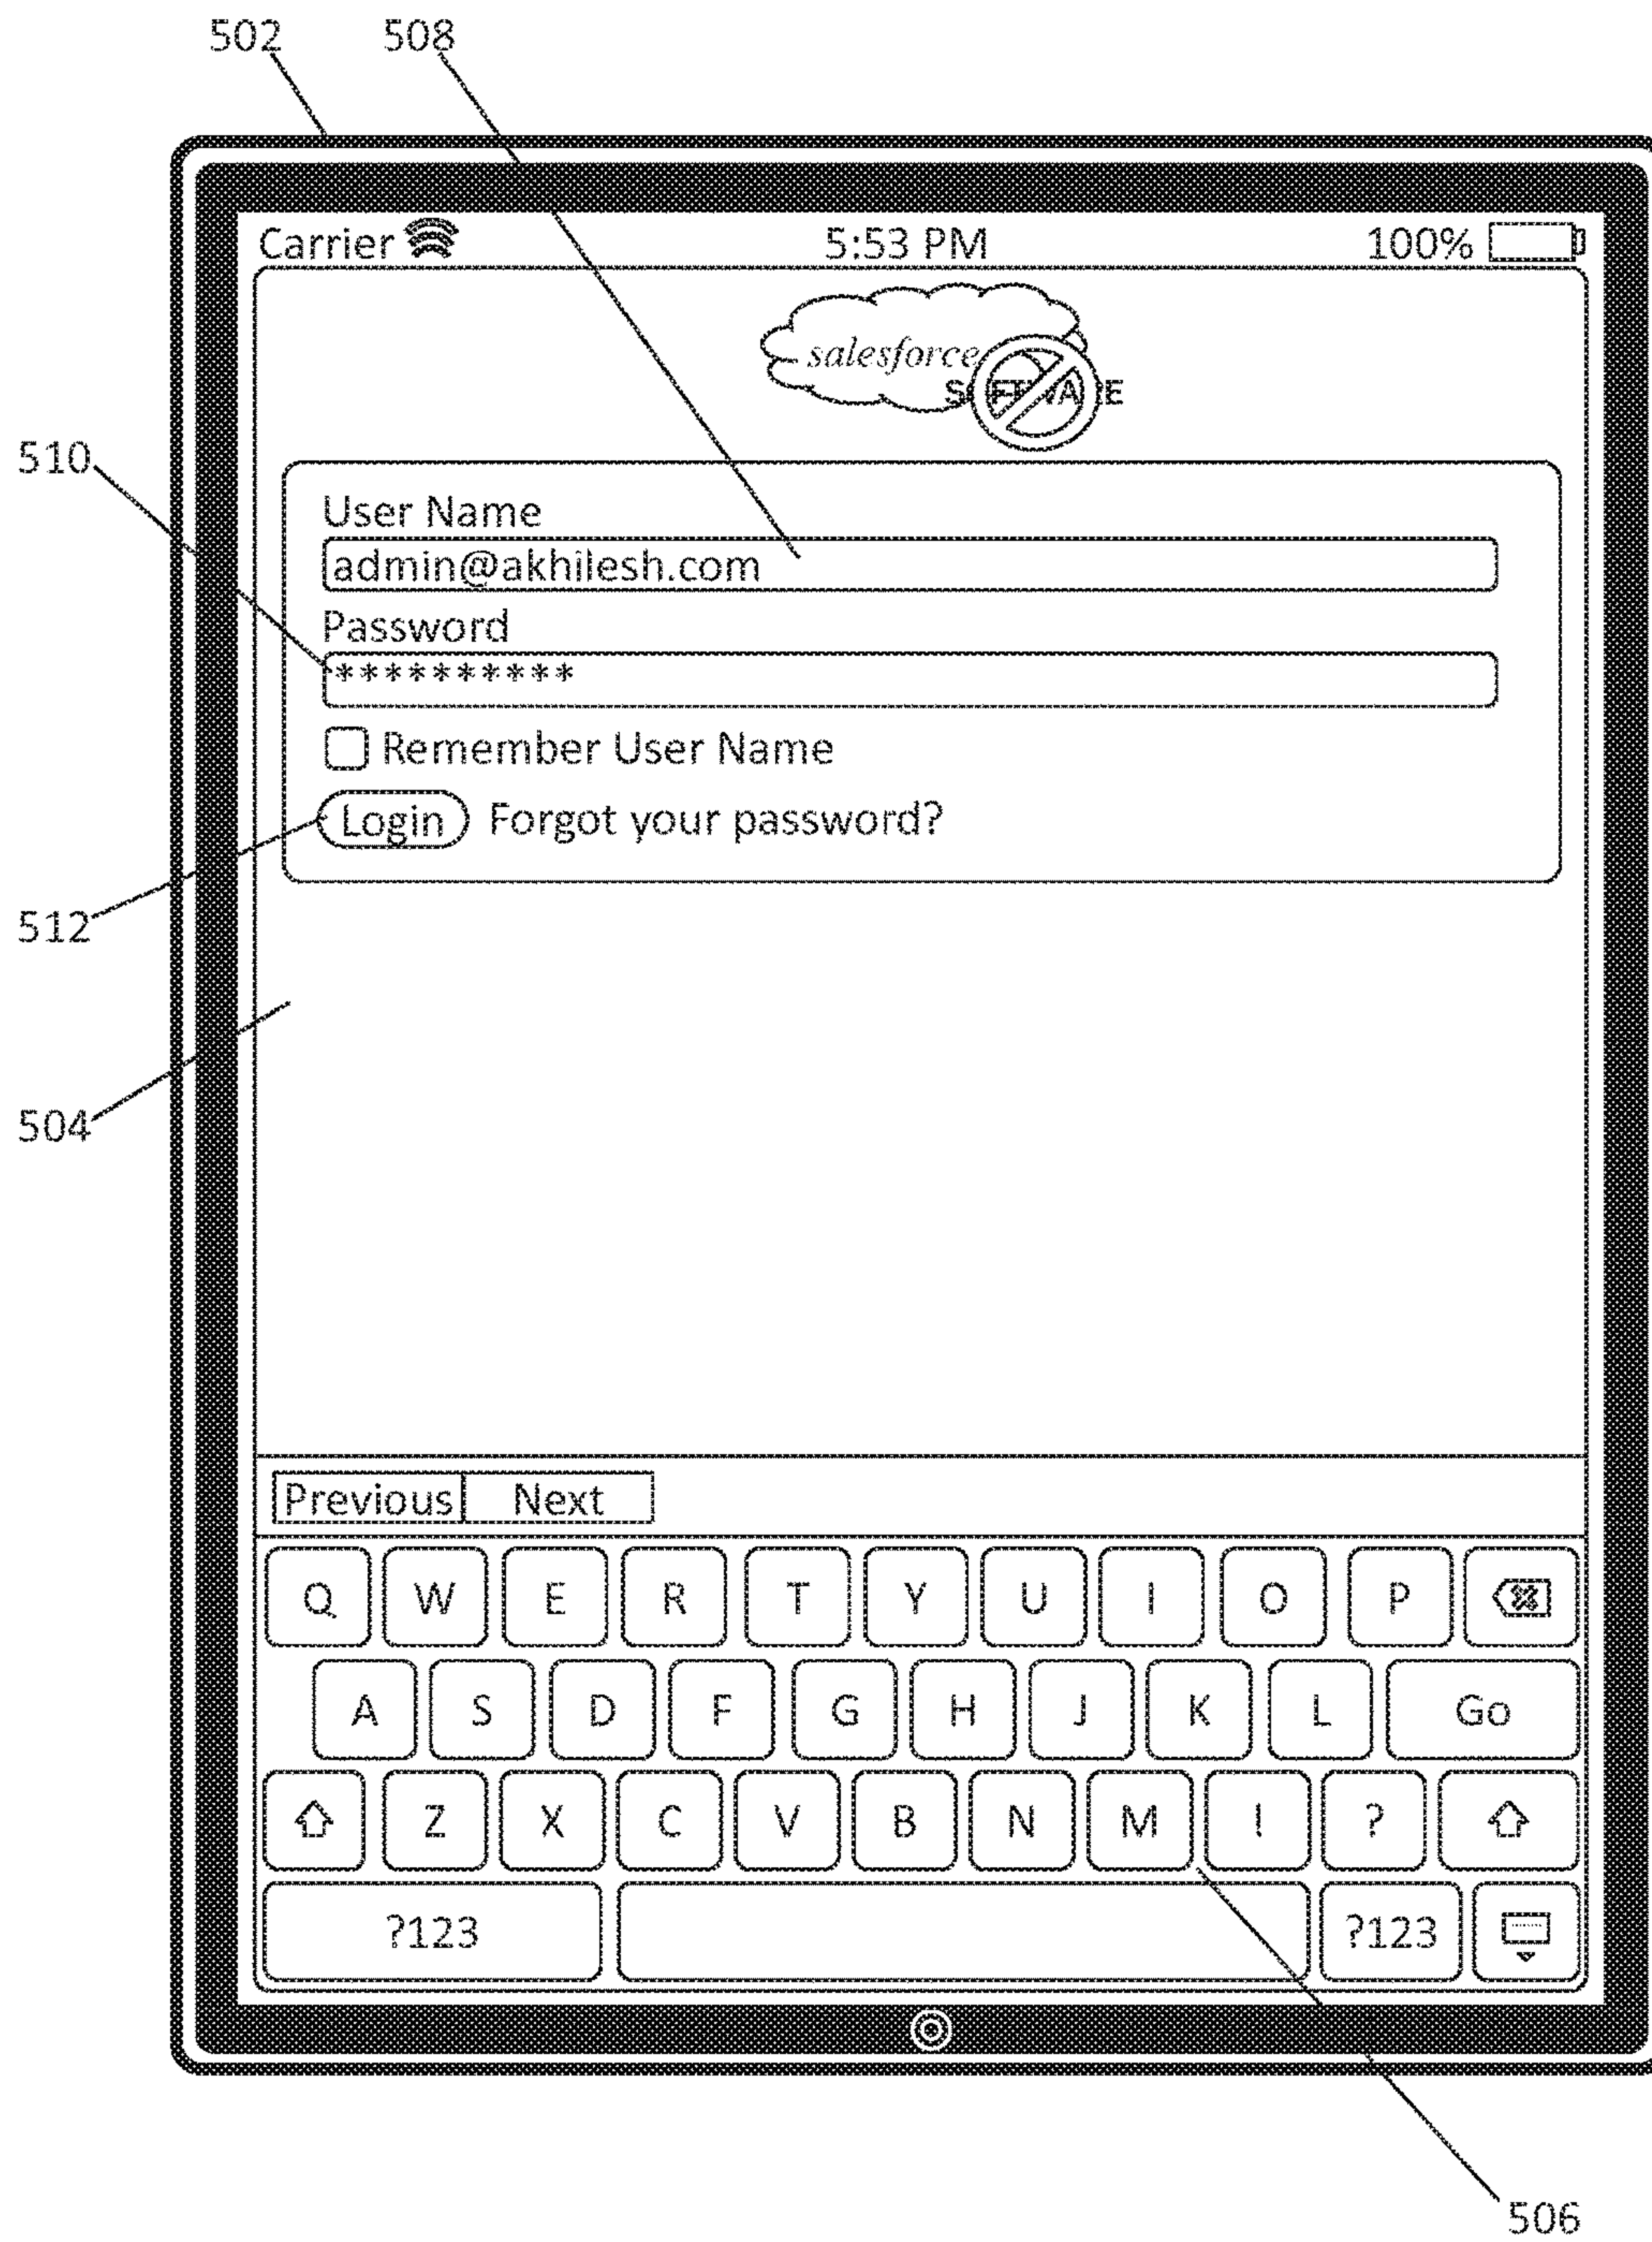 502 508
Carrier 5:53 PM 100%
salesforce
SOFTWARE
510
User Name
admin@akhilesh.com
Password
**********
Remember User Name
Login Forgot your password?
512
504
Previous Next
Q W E R T Y U I O P
A S D F G H J K L Go
Z X C V B N M ! ?
?123 ?123
506